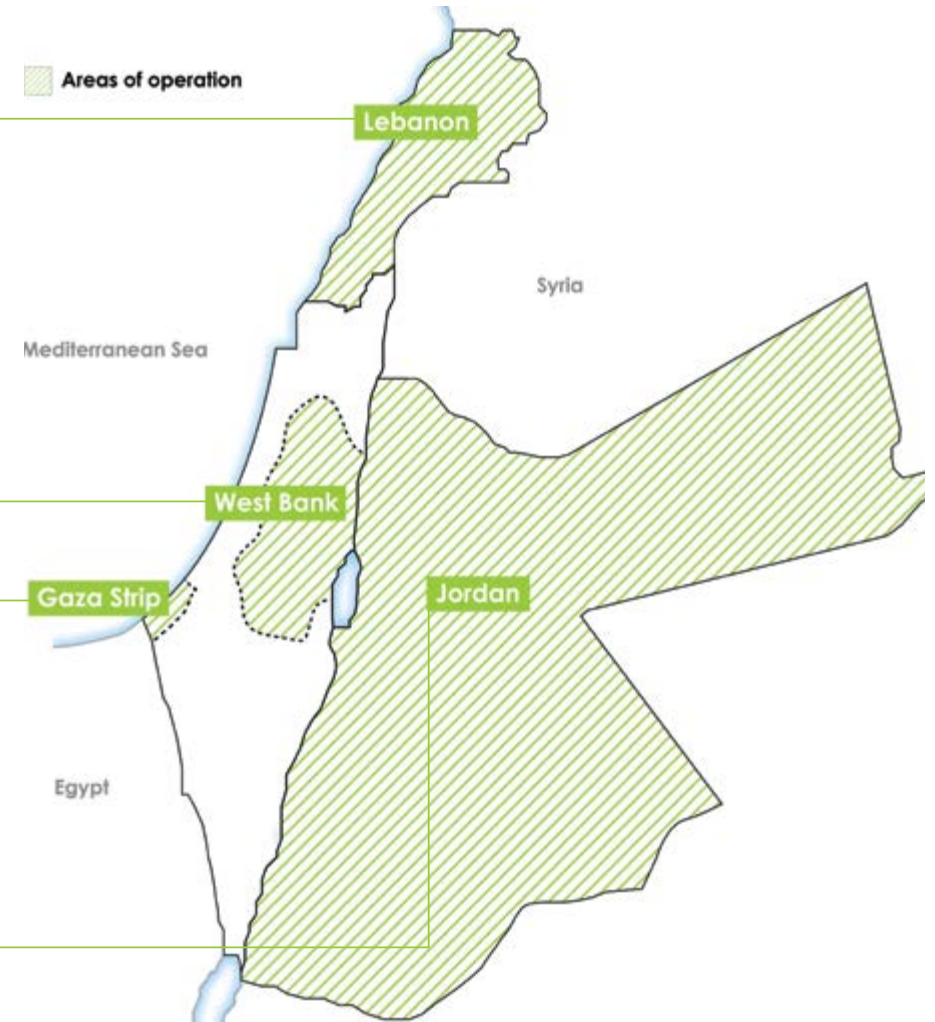 Areas of operation
Lebanon
Syria
Mediterranean Sea
West Bank
Gaza Strip
Jordan
Egypt